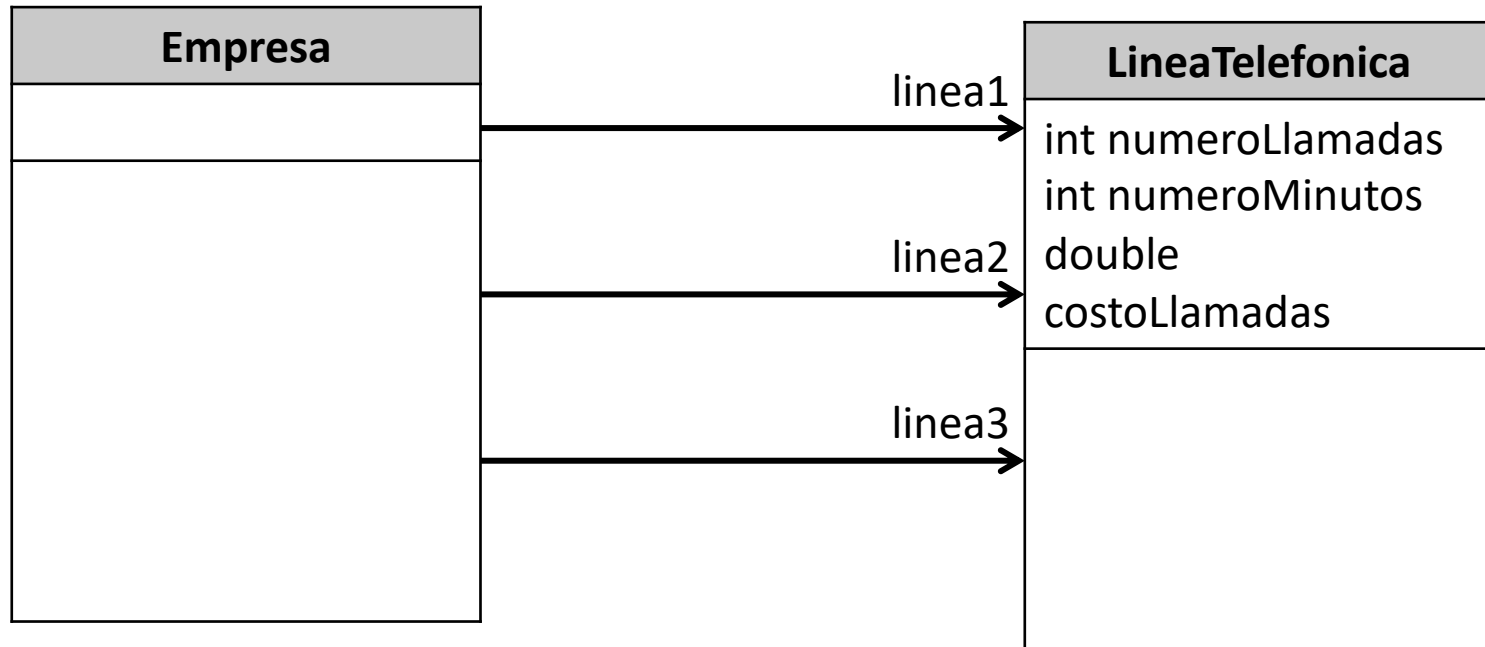 Empresa
linea1
linea2
linea3
LineaTelefonica
int numeroLlamadas
int numeroMinutos
double
costoLlamadas